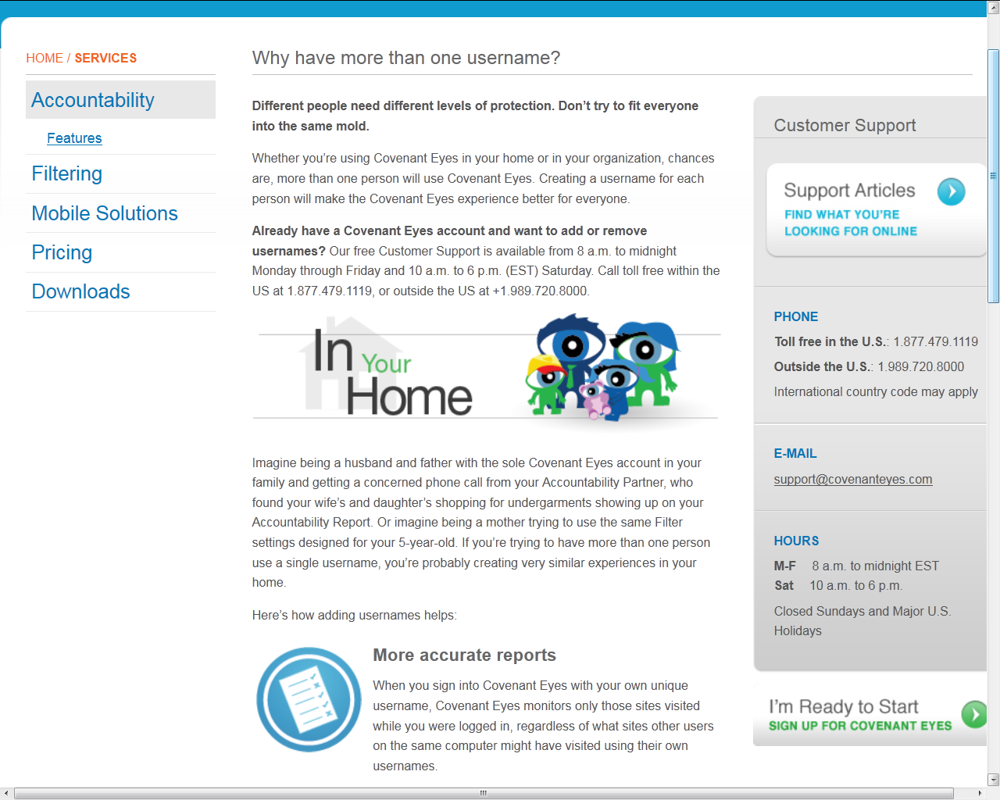 HOME / SERVICES
Accountability
Features
Filtering
Mobile Solutions
Pricing
Downloads
Why have more than one username?
Different people need different levels of protection. Don’t try to fit everyone
into the same mold.
Whether you’re using Covenant Eyes in your home or in your organization, chances
are, more than one person will use Covenant Eyes. Creating a username for each
person will make the Covenant Eyes experience better for everyone.
Already have a Covenant Eyes account and want to add or remove
usernames? Our free Customer Support is available from 8 a.m. to midnight
Monday through Friday and 10 a.m. to 6 p.m. (EST) Saturday. Call toll free within the
US at 1.877.479.1119, or outside the US at +1.989.720.8000.
In Your
Home
Imagine being a husband and father with the sole Covenant Eyes account in your
family and getting a concerned phone call from your Accountability Partner, who
found your wife’s and daughter’s shopping for undergarments showing up on your
Accountability Report. Or imagine being a mother trying to use the same Filter
settings designed for your 5-year-old. If you’re trying to have more than one person
use a single username, you’re probably creating very similar experiences in your
home.
Here’s how adding usernames helps:
More accurate reports
When you sign into Covenant Eyes with your own unique
username, Covenant Eyes monitors only those sites visited
while you were logged in, regardless of what sites other users
on the same computer might have visited using their own
usernames.
Customer Support
Support Articles
FIND WHAT YOU'RE
LOOKING FOR ONLINE
PHONE
Toll free in the U.S.: 1.877.479.1119
Outside the U.S.: 1.989.720.8000
International country code may apply
E-MAIL
support@covenanteyes.com
HOURS
M-F 8 a.m. to midnight EST
Sat 10 a.m. to 6 p.m.
Closed Sundays and Major U.S.
Holidays
I'm Ready to Start
SIGN UP FOR COVENANT EYES